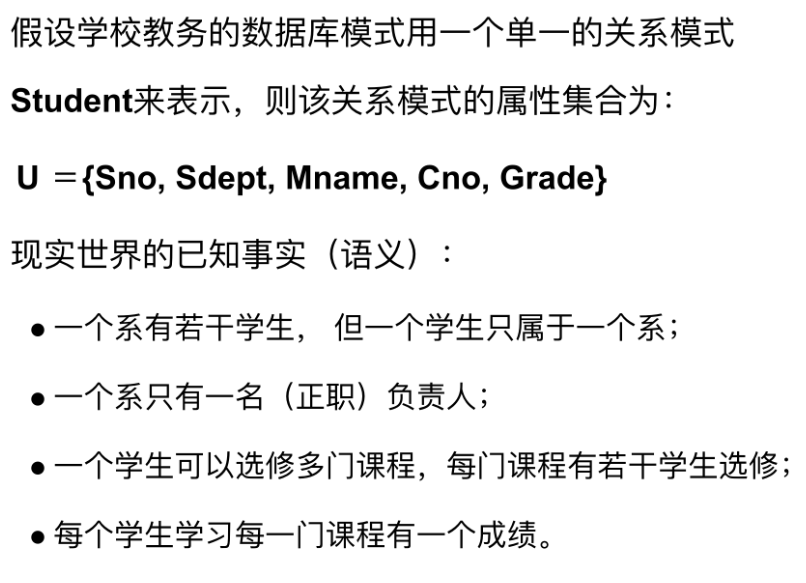 假设学校教务的数据库模式用一个单一的关系模式
Student来表示，则该关系模式的属性集合为：
U ＝{Sno, Sdept, Mname, Cno, Grade}
现实世界的已知事实（语义）：
● 一个系有若干学生， 但一个学生只属于一个系；
● 一个系只有一名（正职）负责人；
● 一个学生可以选修多门课程，每门课程有若干学生选修；
● 每个学生学习每一门课程有一个成绩。